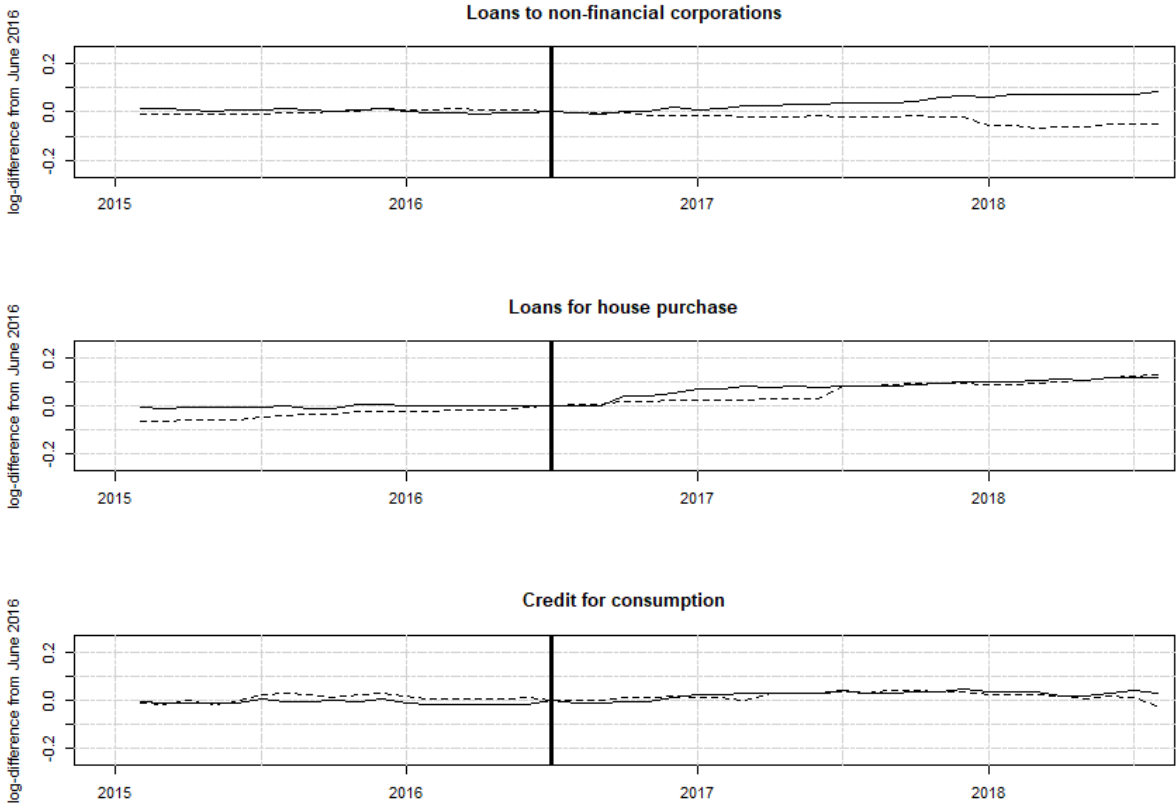 Loans to non-financial corporations
log-difference from June 2016
0.2
0.0
-0.2
2015 2016 2017 2018
Loans for house purchase
log-difference from June 2016
0.2
0.0
-0.2
2015 2016 2017 2018
Credit for consumption
log-difference from June 2016
0.2
0.0
-0.2
2015 2016 2017 2018